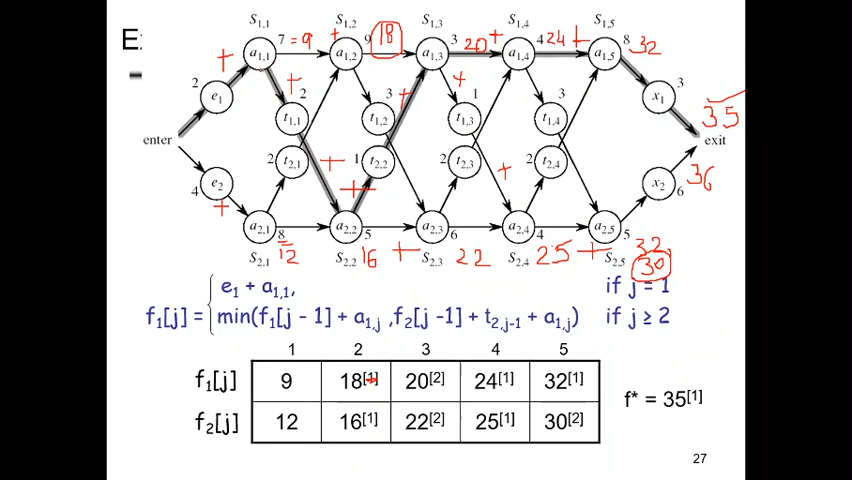 E
S1,1 S1,2 S1,3 S1,4 S1,5
7 = 9 + 9 18 3 20 + 4 24 + 8 32
a1,1 a1,2 a1,3 a1,4 a1,5
+ 2 e1 + 2 3 + + 1 3 x1 3
t1,1 t1,2 t1,3 t1,4 35
enter exit
2 t2,1 + 1 t2,2 2 t2,3 + 2 t2,4
4 e2 + + x2 6 36
a2,1 8 a2,2 5 + a2,3 6 a2,4 4 + a2,5 5
12 16 22 25 32,
S2,1 S2,2 S2,3 S2,4 S2,5 30
f1[j] = e1 + a1,1, if j = 1
min(f1[j - 1] + a1,j ,f2[j -1] + t2,j-1 + a1,j) if j ≥ 2
1 2 3 4 5
f1[j] 9 18[1] 20[2] 24[1] 32[1]
f2[j] 12 16[1] 22[2] 25[1] 30[2]
f* = 35[1]
27